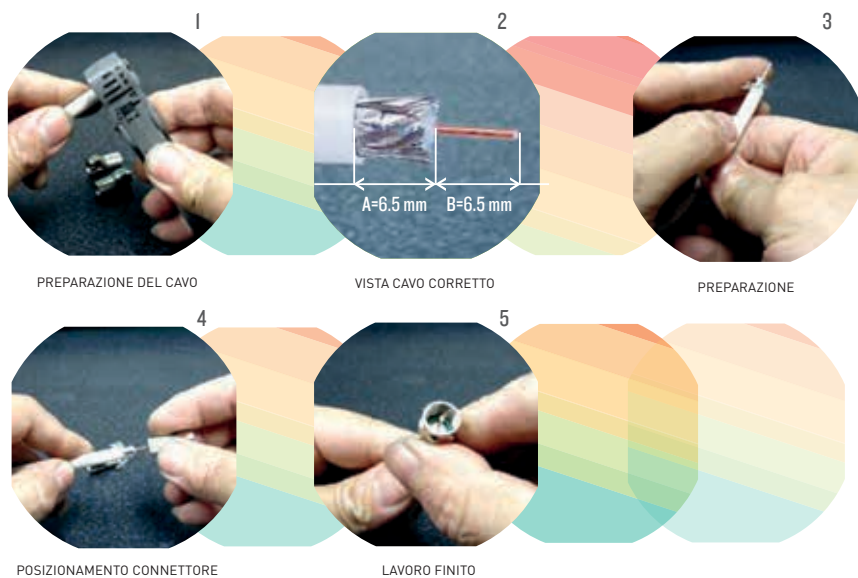 1
2
3
A=6.5 mm
B=6.5 mm
PREPARAZIONE DEL CAVO
VISTA CAVO CORRETTO
PREPARAZIONE
4
5
POSIZIONAMENTO CONNETTORE
LAVORO FINITO